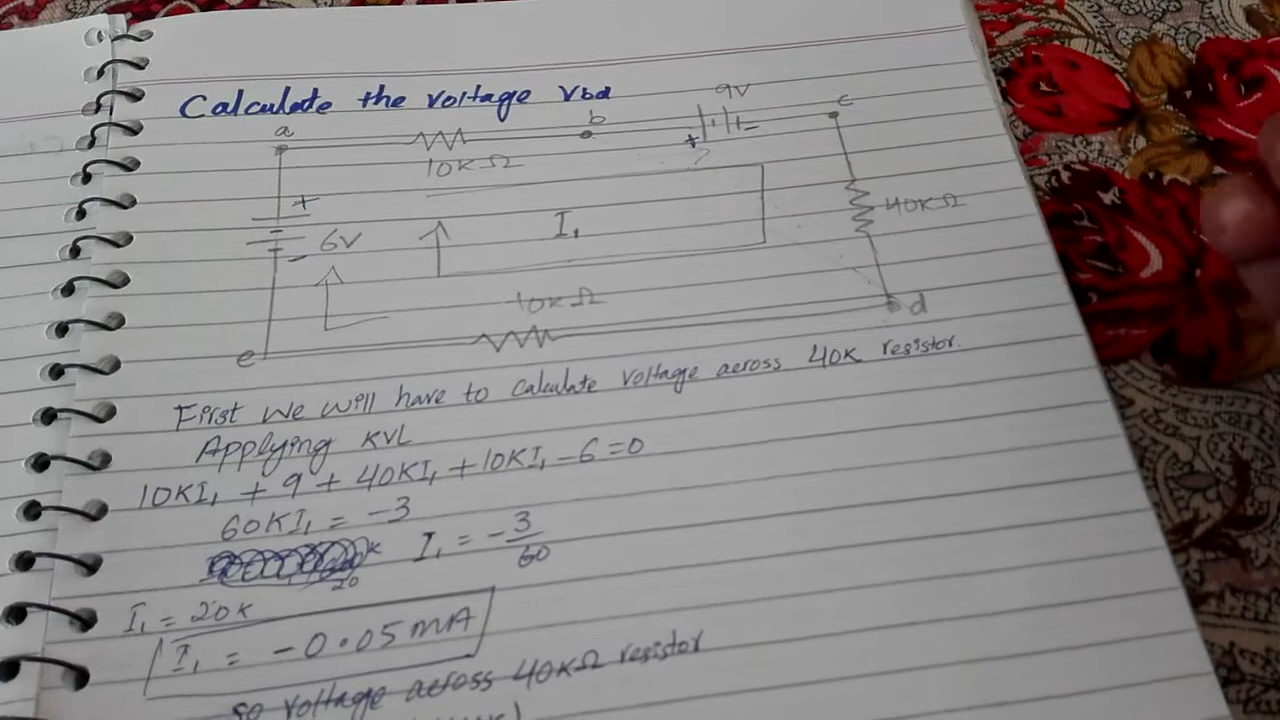 Calculate the voltage Vbd
a
b
9V
c
+
-
10KΩ
+
6V
-
I₁
40KΩ
10KΩ
d
e
First we will have to calculate voltage across 40K resistor.
Applying KVL
10KI₁ + 9 + 40KI₁ + 10KI₁ - 6 = 0
60KI₁ = -3
I₁ = -3/60
20
I₁ = 20K
I₁ = -0.05mA
so voltage across 40KΩ resistor